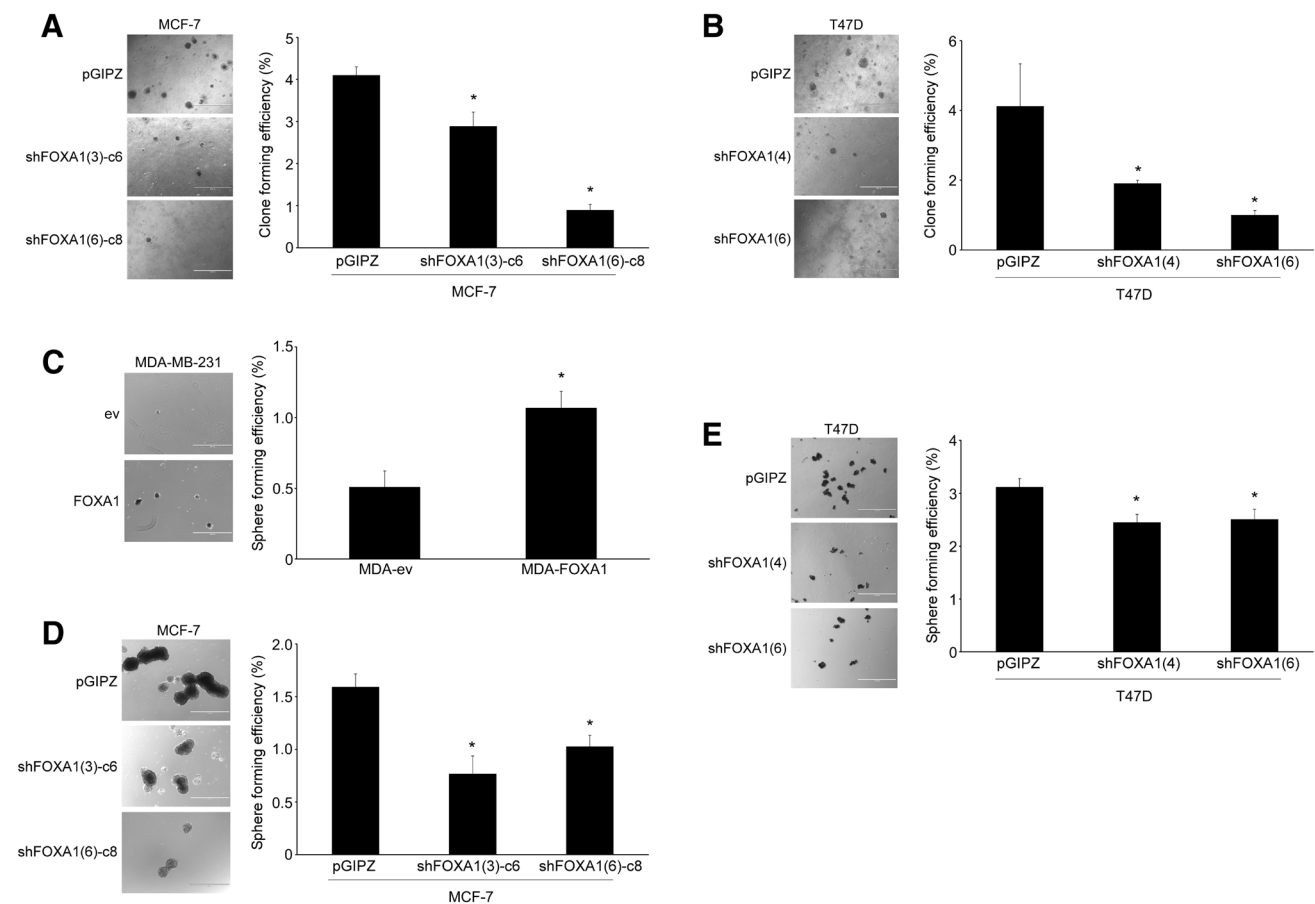 A
MCF-7
pGIPZ
shFOXA1(3)-c6
shFOXA1(6)-c8
Clone forming efficiency (%)
5
4
3
2
1
0
*
*
pGIPZ shFOXA1(3)-c6 shFOXA1(6)-c8
MCF-7
B
T47D
pGIPZ
shFOXA1(4)
shFOXA1(6)
Clone forming efficiency (%)
6
4
2
0
*
*
pGIPZ shFOXA1(4) shFOXA1(6)
T47D
C
MDA-MB-231
ev
FOXA1
Sphere forming efficiency (%)
1.5
1.0
0.5
0
*
MDA-ev MDA-FOXA1
D
MCF-7
pGIPZ
shFOXA1(3)-c6
shFOXA1(6)-c8
Sphere forming efficiency (%)
2.0
1.5
1.0
0.5
0
*
*
pGIPZ shFOXA1(3)-c6 shFOXA1(6)-c8
MCF-7
E
T47D
pGIPZ
shFOXA1(4)
shFOXA1(6)
Sphere forming efficiency (%)
4
3
2
1
0
*
*
pGIPZ shFOXA1(4) shFOXA1(6)
T47D